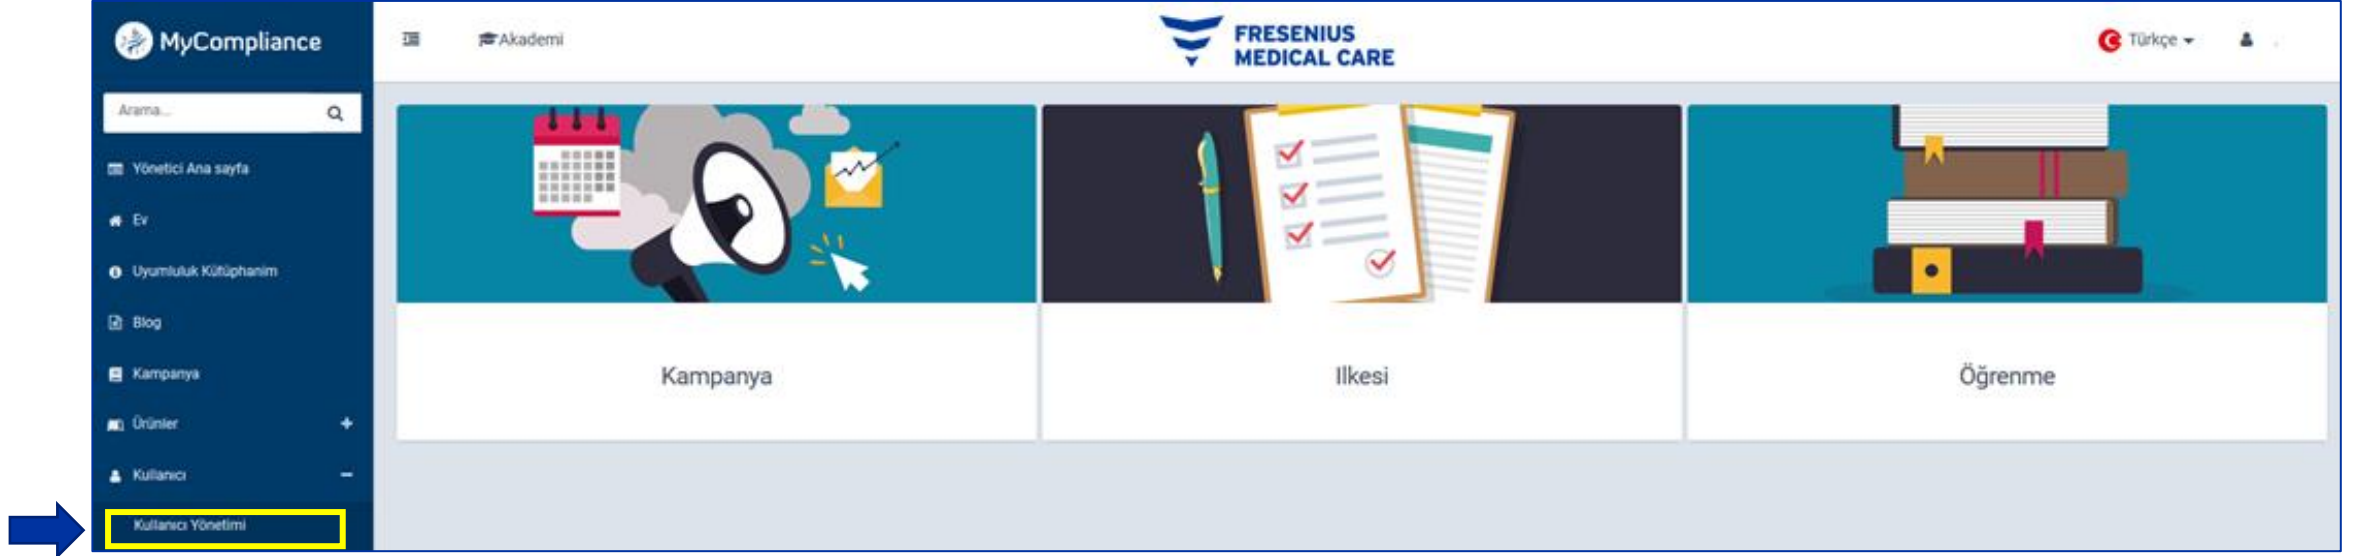 MyCompliance
Akademi
FRESENIUS
MEDICAL CARE
Türkçe
Arama...
Yönetici Ana sayfa
Ev
Uyumluluk Kütüphanim
Blog
Kampanya
Ürünler
Kullanıcı
Kullanıcı Yönetimi
Kampanya
Ilkesi
Öğrenme